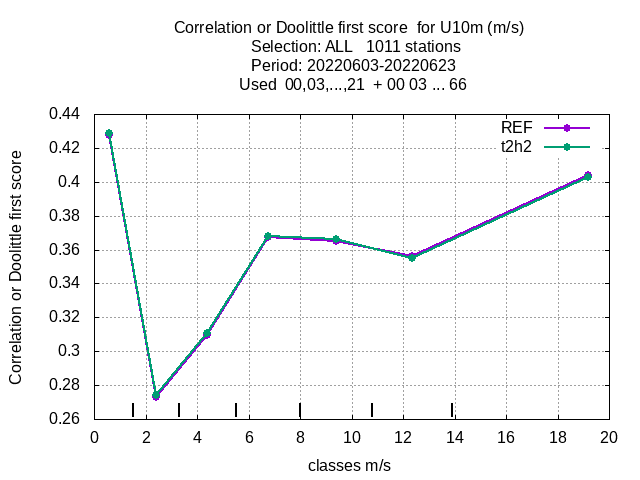 Correlation or Doolittle first score  for U10m (m/s)
Selection: ALL   1011 stations
Period: 20220603-20220623
Used  00,03,...,21  + 00 03 ... 66
REF
t2h2
Correlation or Doolittle first score
0.44
0.42
0.4
0.38
0.36
0.34
0.32
0.3
0.28
0.26
0 2 4 6 8 10 12 14 16 18 20
classes m/s